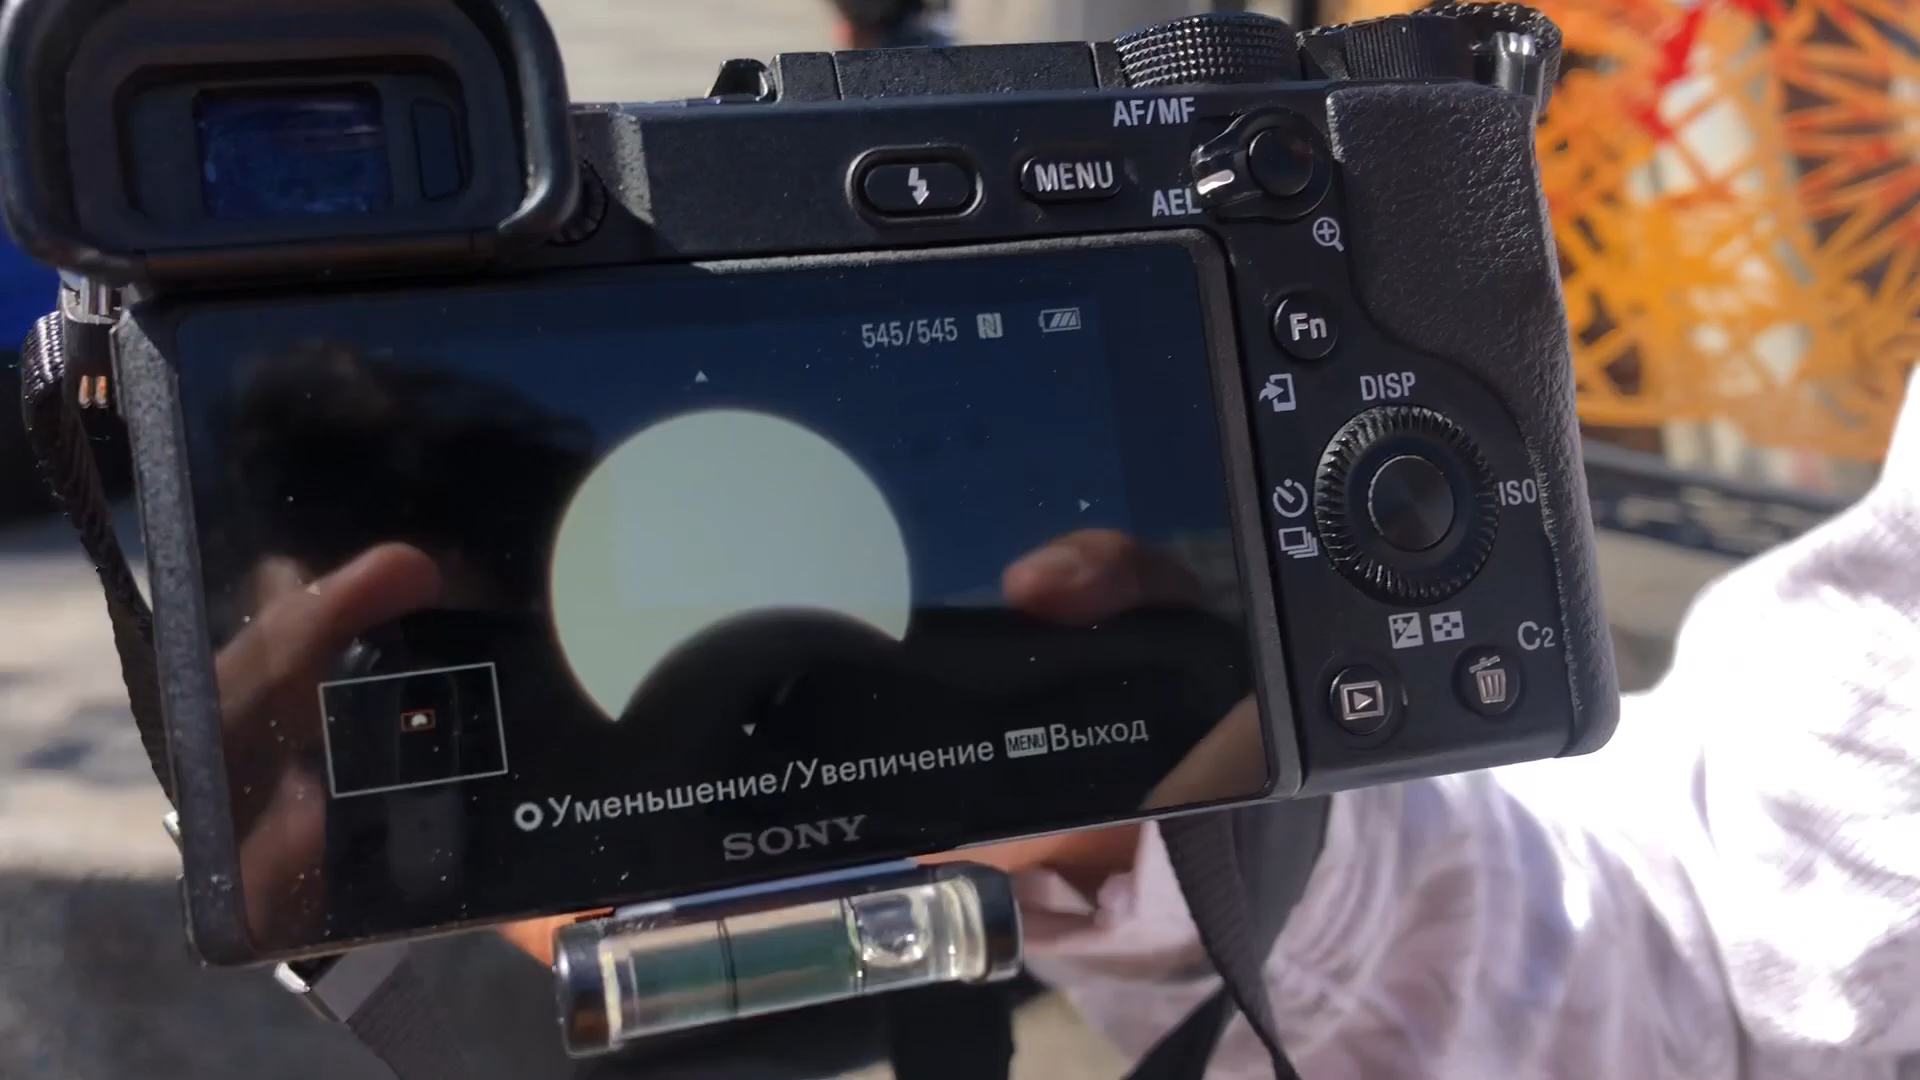 AF/MF
MENU
AEL
545/545
Fn
DISP
ISO
C2
Уменьшение/Увеличение MENU Выход
SONY